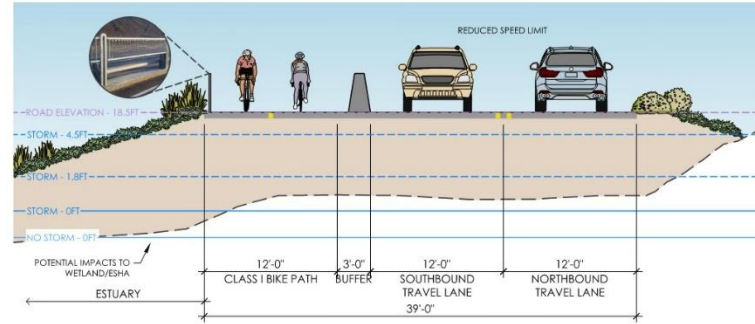 REDUCED SPEED LIMIT
ROAD ELEVATION - 18.5FT
STORM - 4.5FT
STORM - 1.8FT
STORM - 0FT
NO STORM - 0FT
POTENTIAL IMPACTS TO
WETLAND/ESHA
ESTUARY
12'-0"
CLASS I BIKE PATH
3'-0"
BUFFER
12'-0"
SOUTHBOUND
TRAVEL LANE
12'-0"
NORTHBOUND
TRAVEL LANE
39'-0"